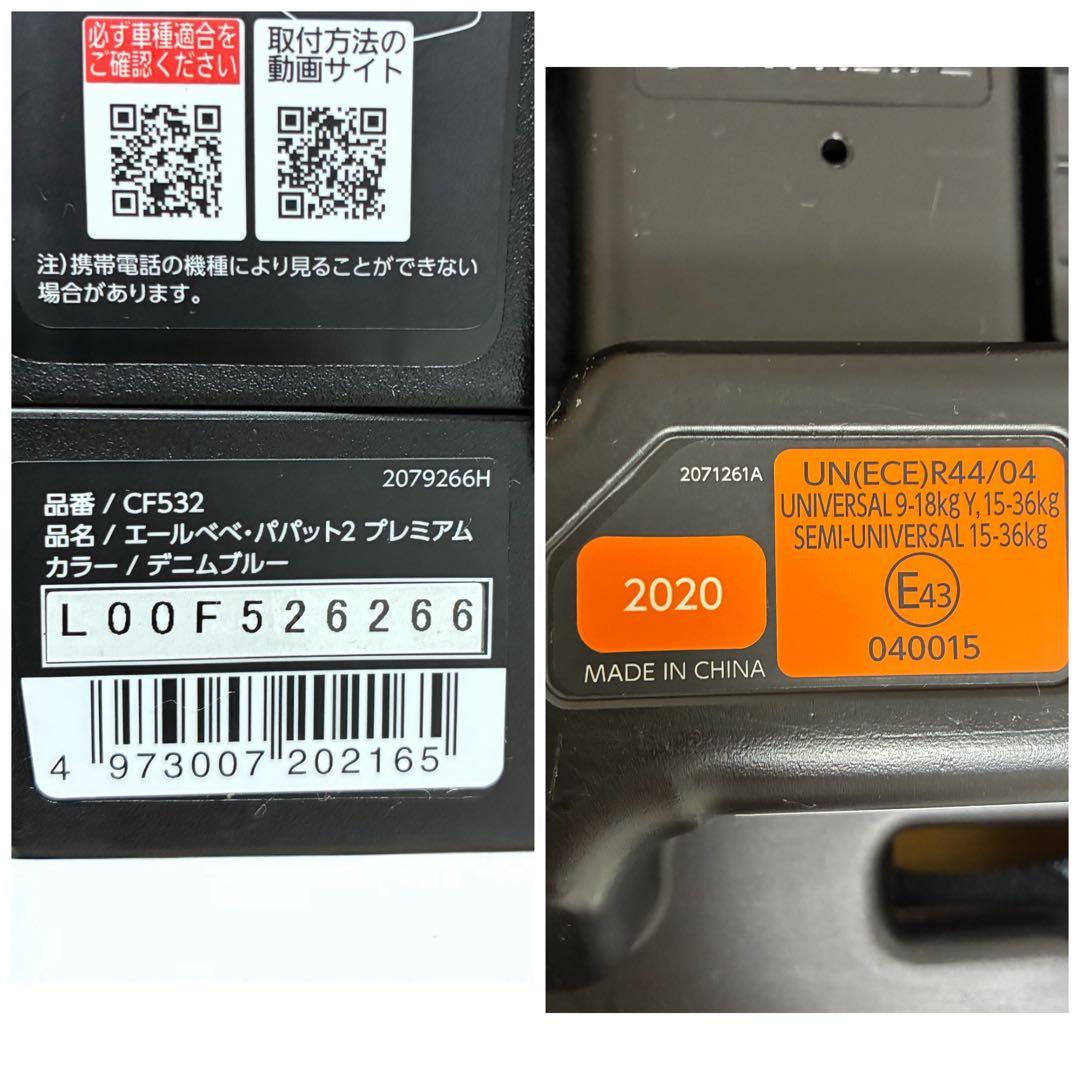 必ず車種適合を
ご確認ください
取付方法の
動画サイト
注)携帯電話の機種により見ることができない
場合があります。
2079266H
品番 / CF532
品名 / エールベベ・パパット2 プレミアム
カラー / デニムブルー
L00F526266
4 973007 202165
2071261A
2020
MADE IN CHINA
UN(ECE)R44/04
UNIVERSAL 9-18kg Y, 15-36kg
SEMI-UNIVERSAL 15-36kg
E43
040015